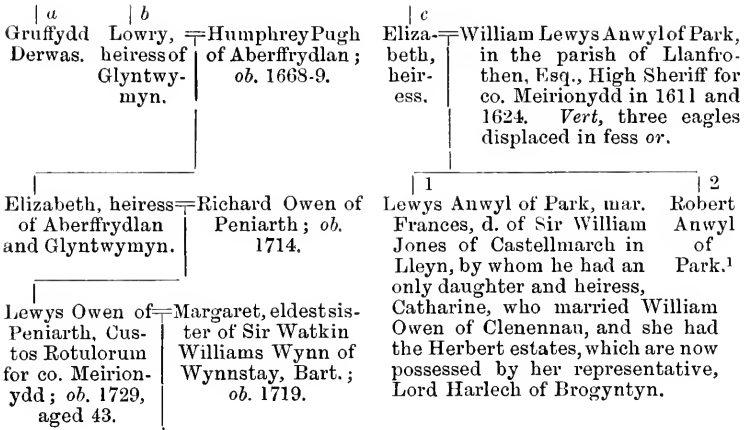 a
Gruffydd
Derwas.
b
Lowry,
heiress of
Glyntwy-
myn.
Humphrey Pugh
of Aberffrydlan ;
ob. 1668-9.
c
Eliza-
beth,
heir-
ess.
William Lewys Anwyl of Park,
in the parish of Llanfro-
then, Esq., High Sheriff for
co. Meirionydd in 1611 and
1624. Vert, three eagles
displaced in fess or.
Elizabeth, heiress
of Aberffrydlan
and Glyntwymyn.
Richard Owen of
Peniarth ; ob.
1714.
1
Lewys Anwyl of Park, mar.
Frances, d. of Sir William
Jones of Castellmarch in
Lleyn, by whom he had an
only daughter and heiress,
Catharine, who married William
Owen of Clenennau, and she had
the Herbert estates, which are now
possessed by her representative,
Lord Harlech of Brogyntyn.
2
Robert
Anwyl
of
Park.¹
Lewys Owen of
Peniarth, Cus-
tos Rotulorum
for co. Meirion-
ydd ; ob. 1729,
aged 43.
Margaret, eldest sis-
ter of Sir Watkin
Williams Wynn of
Wynnstay, Bart. ;
ob. 1719.